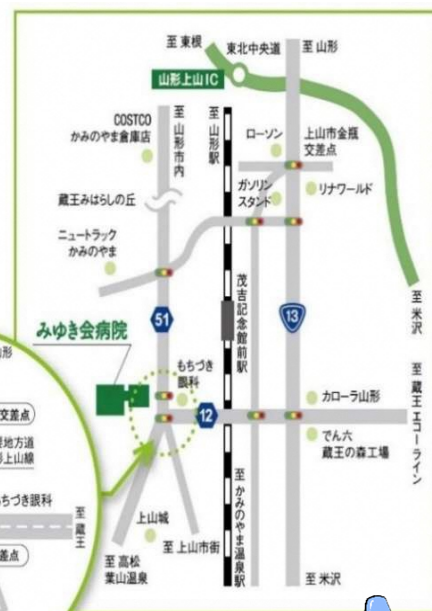 至 東根
東北中央道
至 山形
山形上山IC
COSTCO
かみのやま倉庫店
至 山形市内
至 山形駅
ローソン
上山市金瓶
交差点
ガソリン
スタンド
リナワールド
蔵王みはらしの丘
ニュートラック
かみのやま
至 米沢
茂吉記念館前駅
51
13
みゆき会病院
もちづき
眼科
12
カローラ山形
でん六
蔵王の森工場
至 蔵王エコーライン
上山城
至 高松
葉山温泉
至 上山市街
至 かみのやま温泉駅
至 米沢
交差点
ちづき眼科
至 蔵王